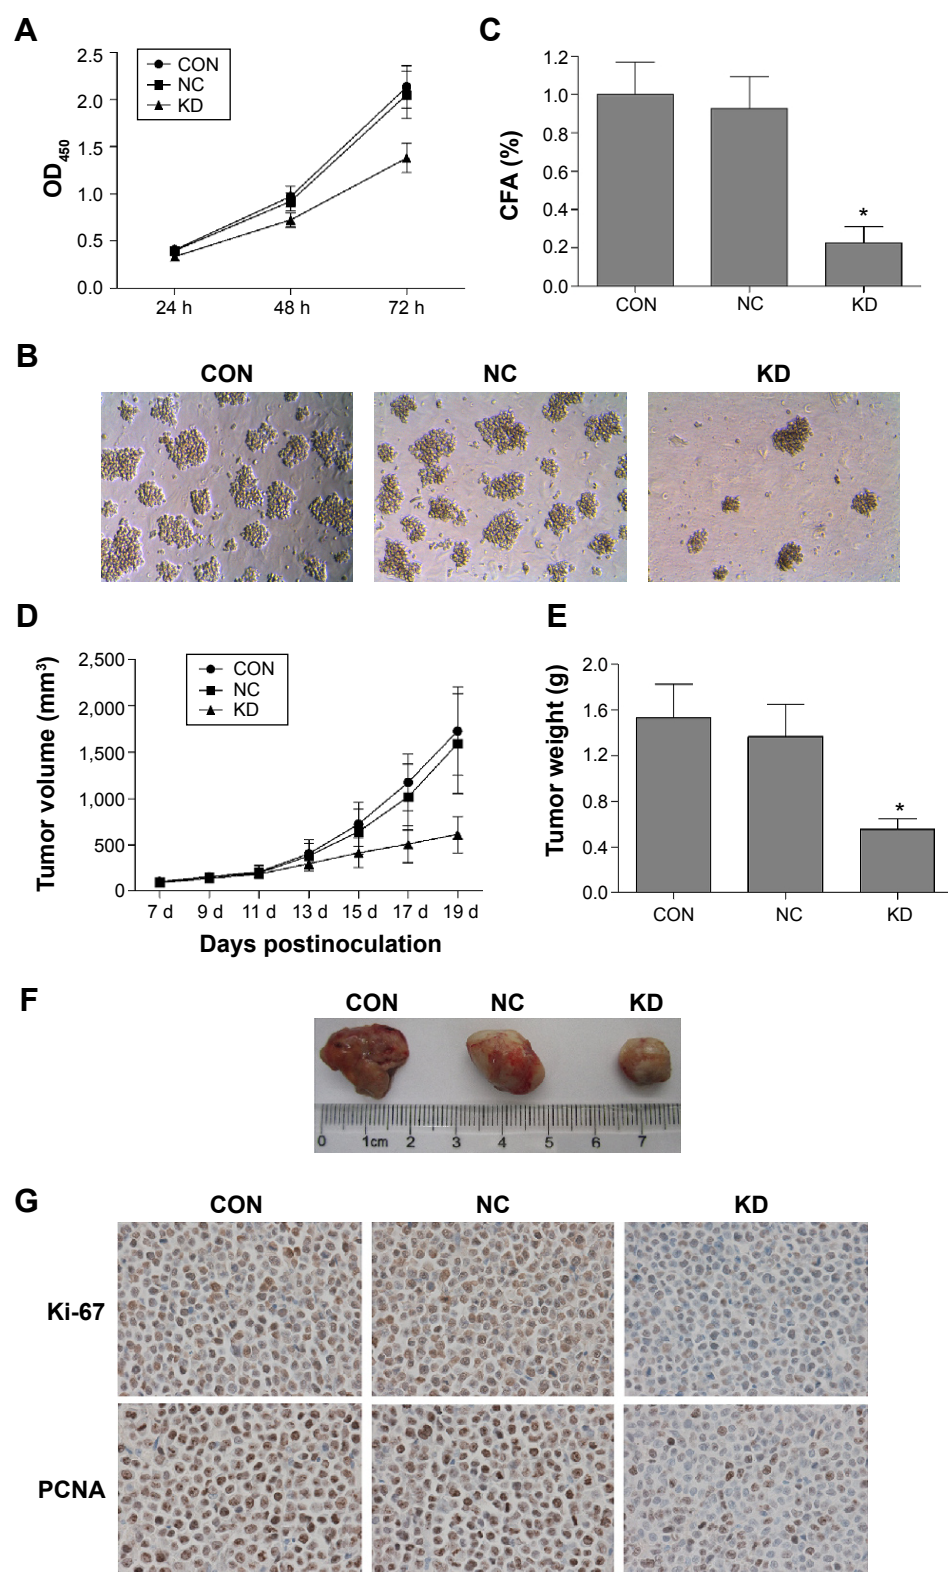 A
OD450
2.5
2.0
1.5
1.0
0.5
0.0
CON
NC
KD
24 h 48 h 72 h
C
CFA (%)
1.2
1.0
0.8
0.6
0.4
0.2
0.0
*
CON NC KD
B
CON NC KD
D
Tumor volume (mm³)
2,500
2,000
1,500
1,000
500
0
CON
NC
KD
7 d 9 d 11 d 13 d 15 d 17 d 19 d
Days postinoculation
E
Tumor weight (g)
2.0
1.6
1.2
0.8
0.4
0.0
*
CON NC KD
F
CON NC KD
0 1cm 2 3 4 5 6 7
G
CON NC KD
Ki-67
PCNA